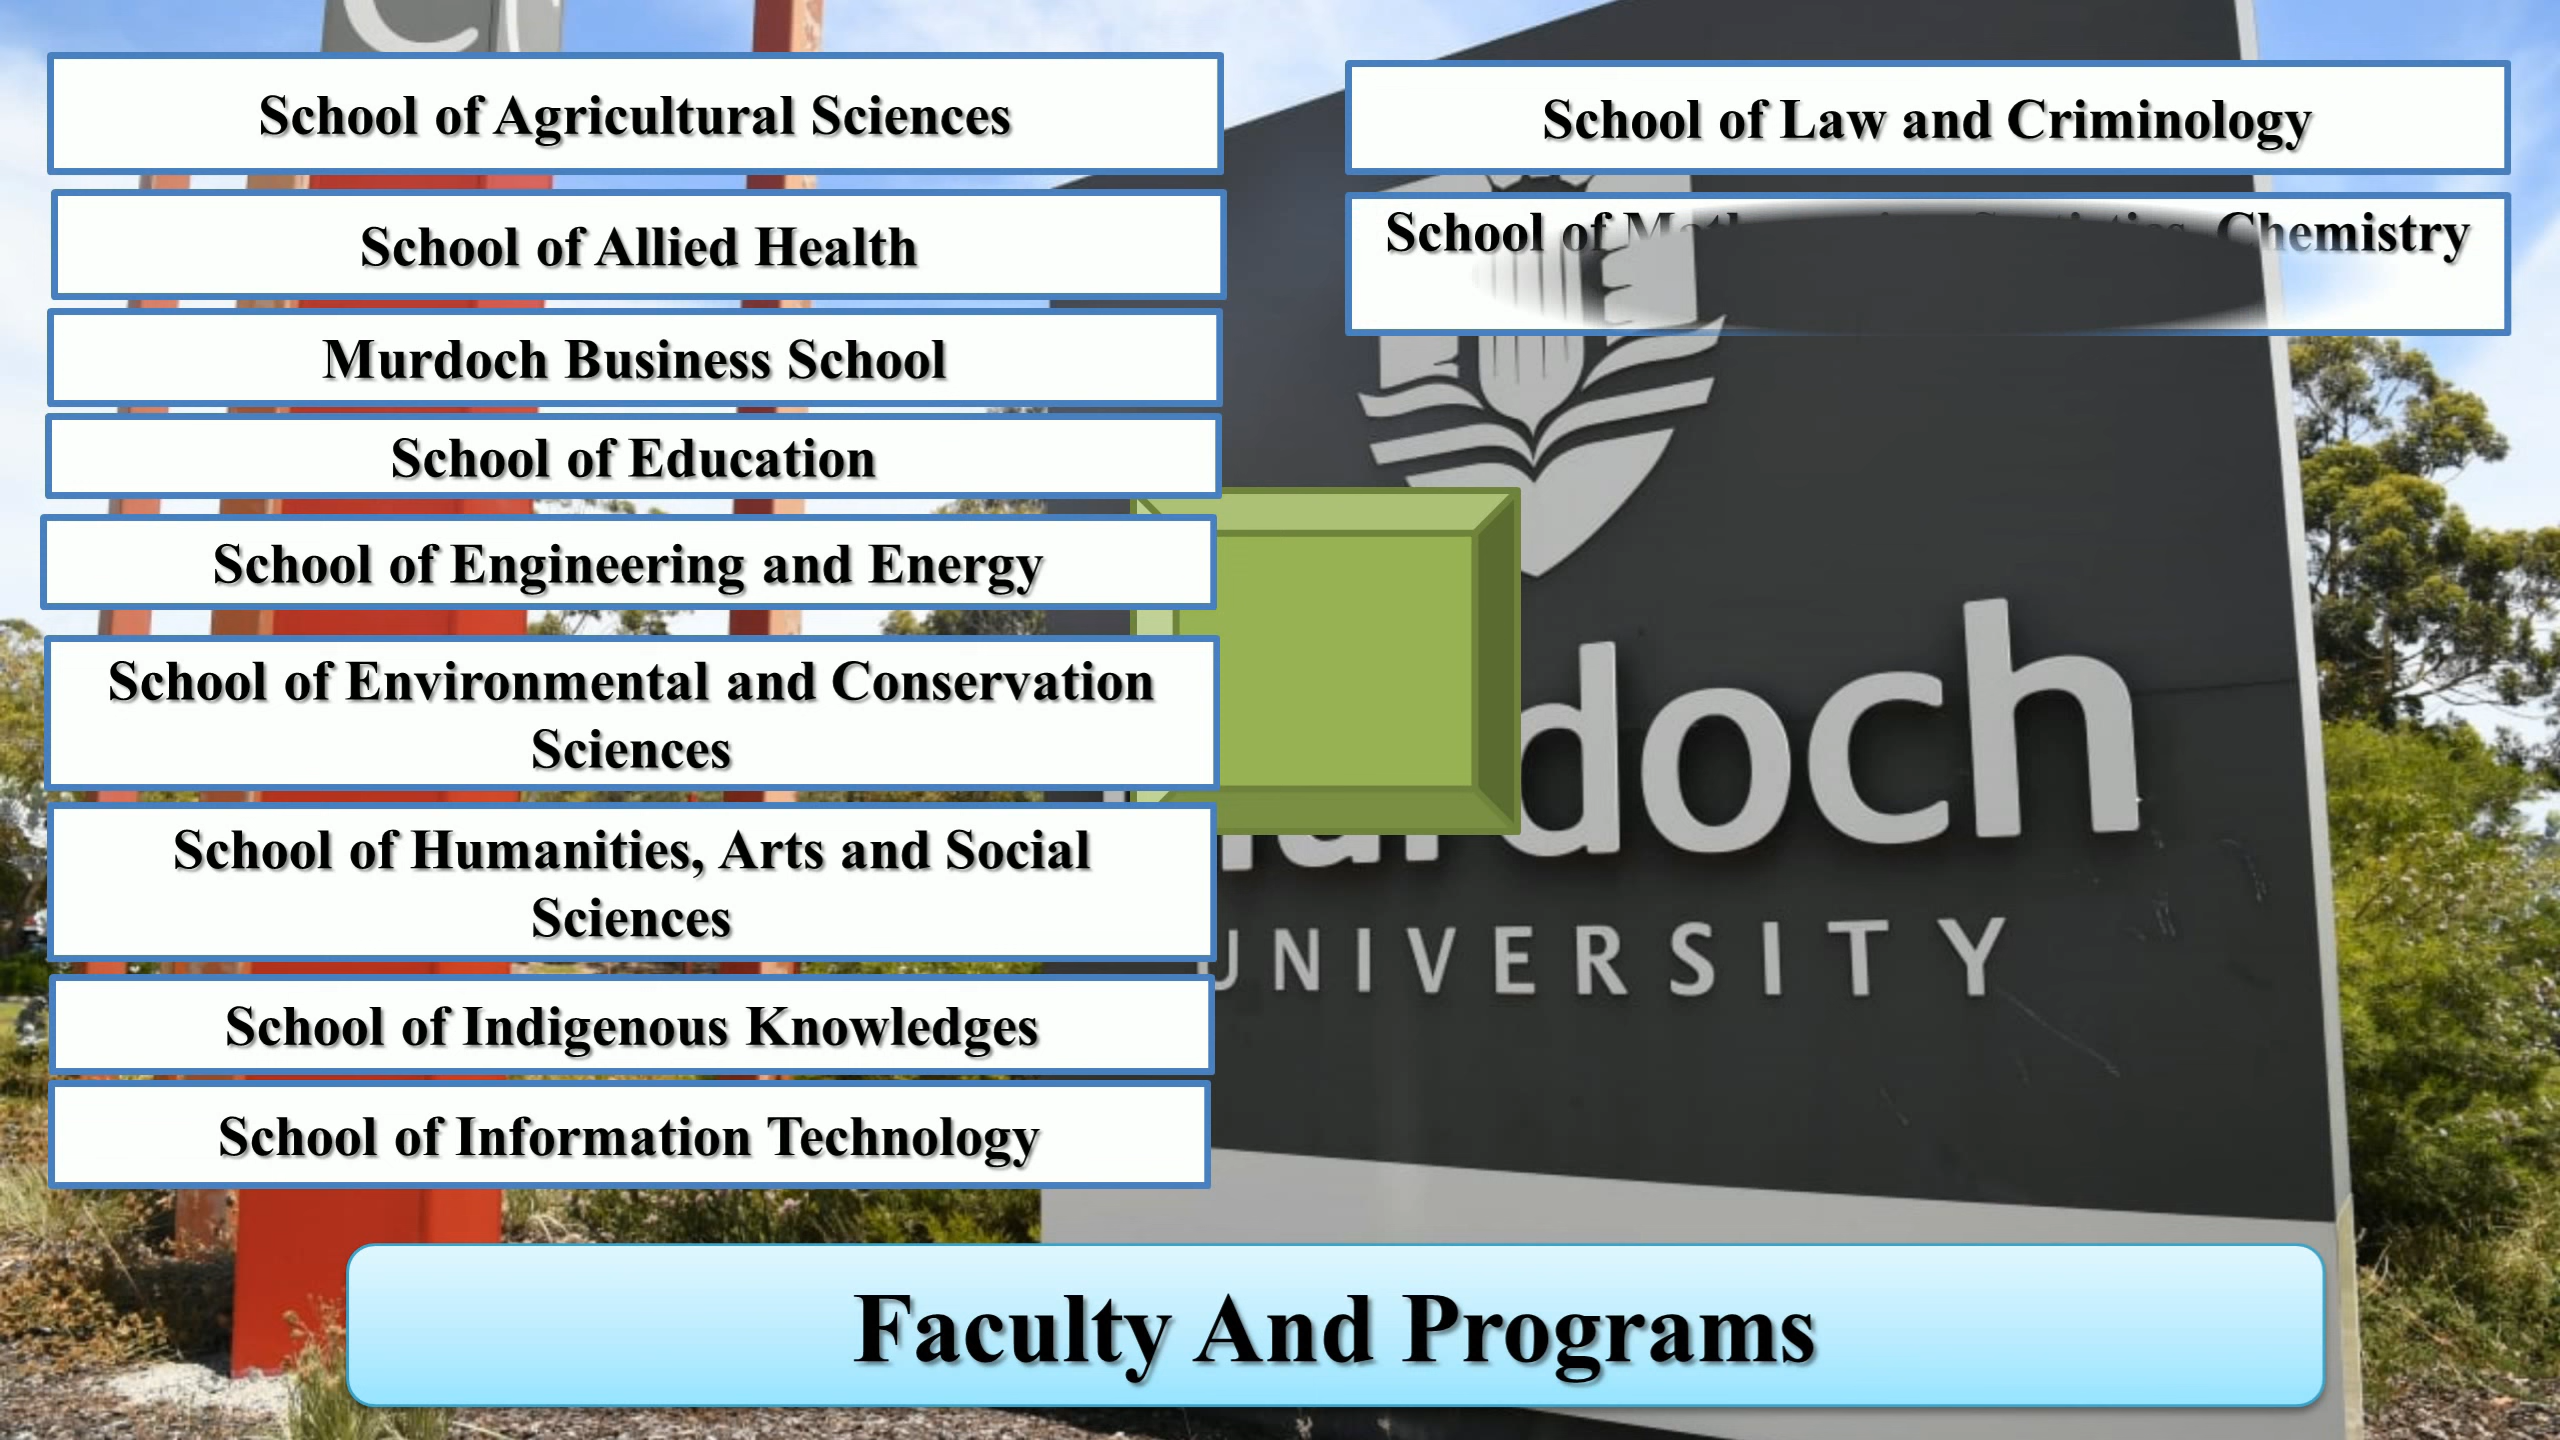 School of Agricultural Sciences
School of Allied Health
Murdoch Business School
School of Education
School of Engineering and Energy
School of Environmental and Conservation
Sciences
School of Humanities, Arts and Social
Sciences
School of Indigenous Knowledges
School of Information Technology
School of Law and Criminology
School of Chemistry
doch
UNIVERSITY
Faculty And Programs